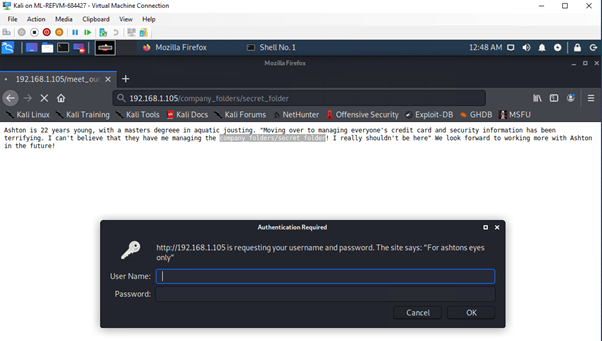 Kali on ML-REFVM-684427 - Virtual Machine Connection
File Action Media Clipboard View Help
Mozilla Firefox
Shell No. 1
12:48 AM
Mozilla Firefox
192.168.1.105/meet_ou
192.168.1.105/company_folders/secret_folder
Kali Linux Kali Training Kali Tools Kali Docs Kali Forums NetHunter Offensive Security Exploit-DB GHDB MSFU
Ashton is 22 years young, with a masters degreee in aquatic jousting. "Moving over to managing everyone's credit card and security information has been
terrifying. I can't believe that they have me managing the company_folders/secret_folder! I really shouldn't be here" We look forward to working more with Ashton
in the future!
Authentication Required
http://192.168.1.105 is requesting your username and password. The site says: "For ashtons eyes
only"
User Name:
Password:
Cancel OK